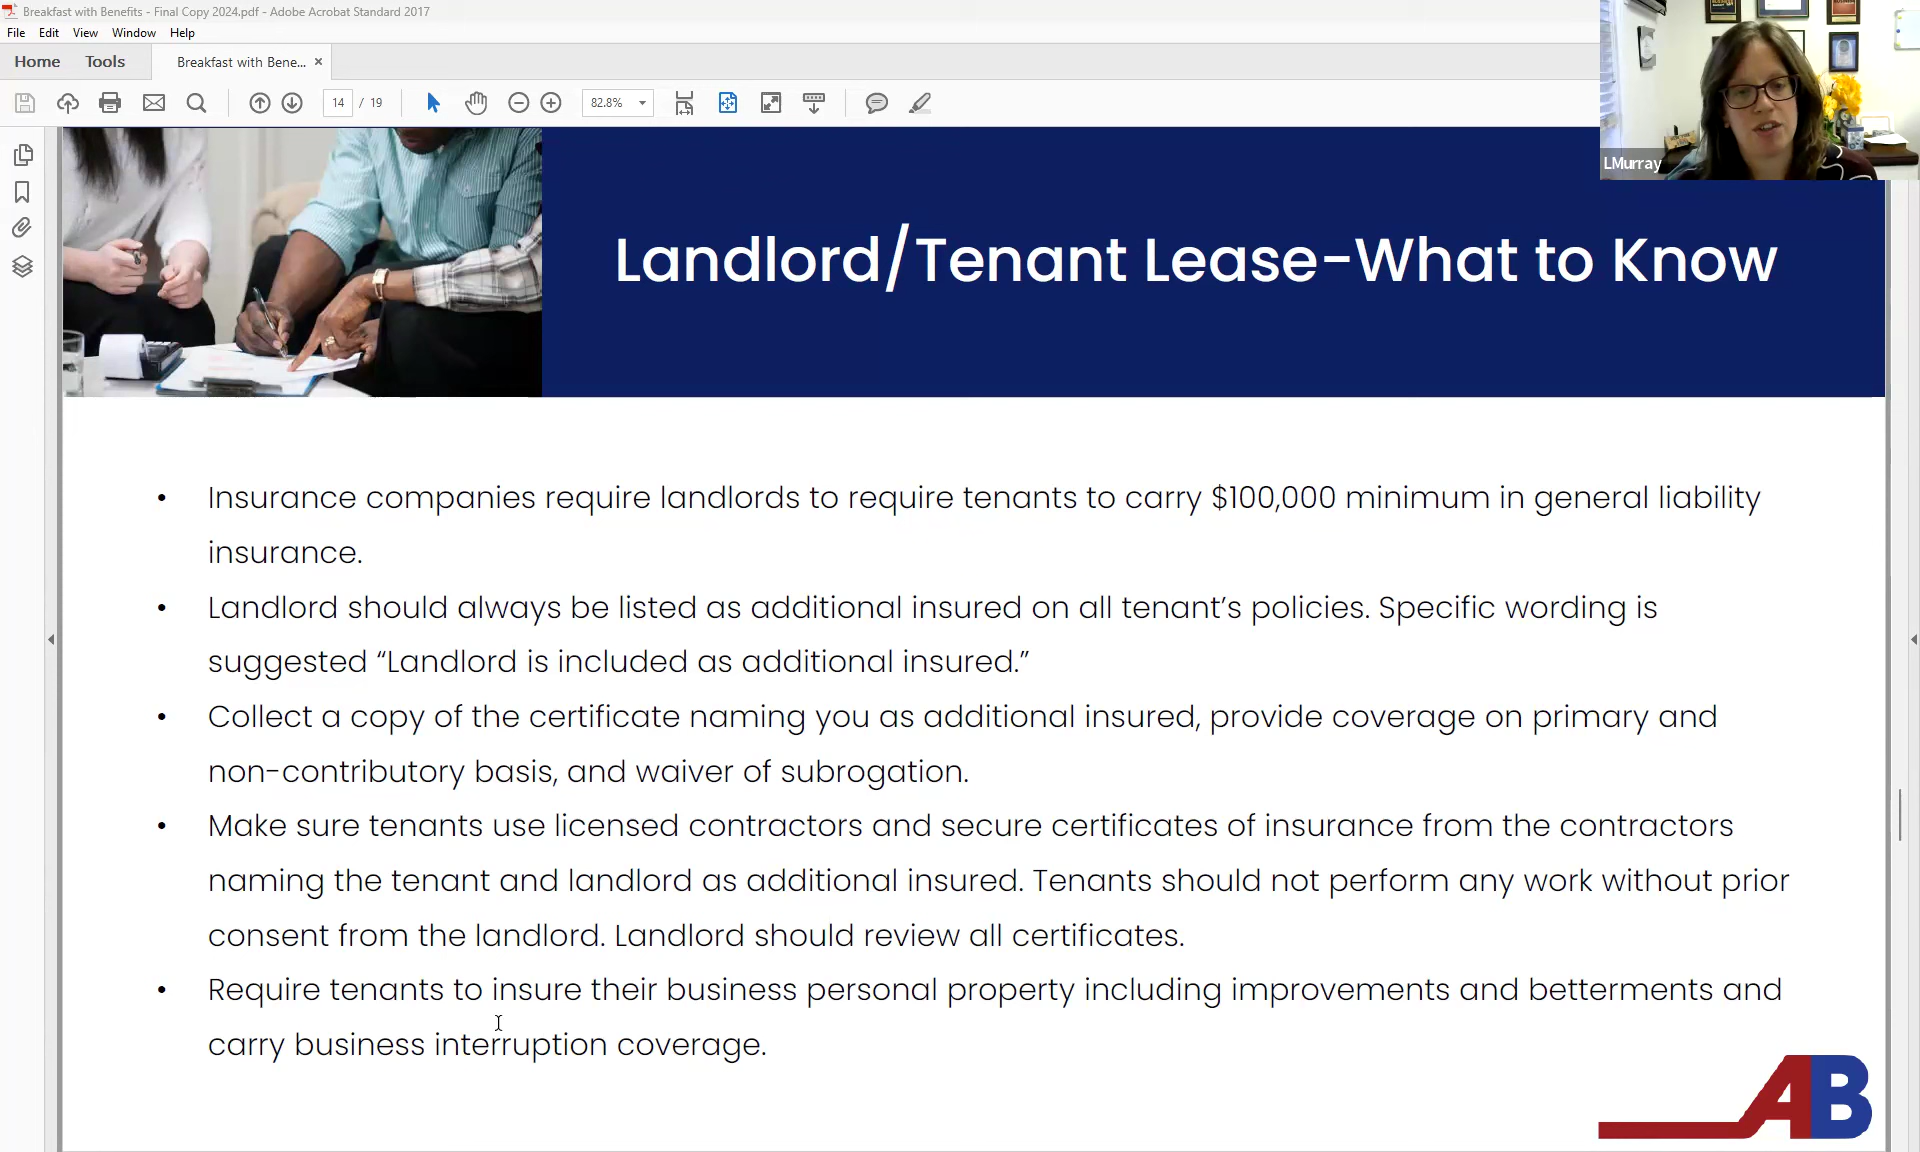 Breakfast with Benefits - Final Copy 2024.pdf - Adobe Acrobat Standard 2017
File Edit View Window Help
Home Tools Breakfast with Bene... ×
14 / 19 82.8%
LMurray
Landlord/Tenant Lease-What to Know
• Insurance companies require landlords to require tenants to carry $100,000 minimum in general liability
insurance.
• Landlord should always be listed as additional insured on all tenant’s policies. Specific wording is
suggested “Landlord is included as additional insured.”
• Collect a copy of the certificate naming you as additional insured, provide coverage on primary and
non-contributory basis, and waiver of subrogation.
• Make sure tenants use licensed contractors and secure certificates of insurance from the contractors
naming the tenant and landlord as additional insured. Tenants should not perform any work without prior
consent from the landlord. Landlord should review all certificates.
• Require tenants to insure their business personal property including improvements and betterments and
carry business interruption coverage.
AB